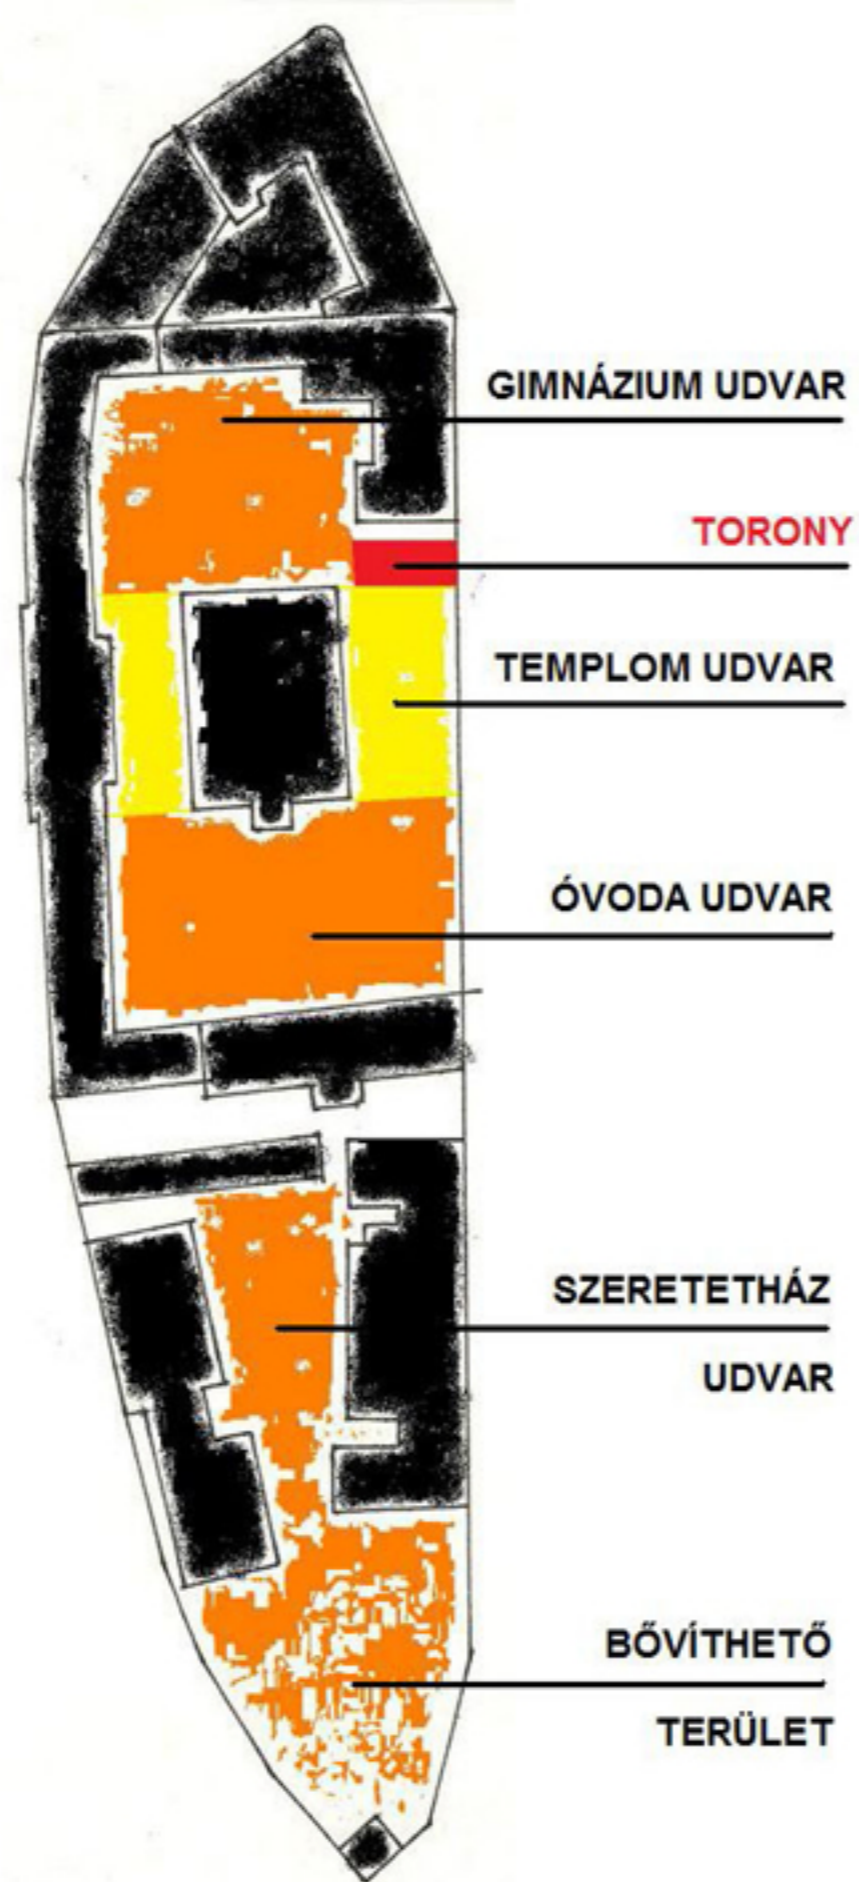 GIMNÁZIUM UDVAR
TORONY
TEMPLOM UDVAR
ÓVODA UDVAR
SZERETETHÁZ
UDVAR
BŐVÍTHETŐ
TERÜLET